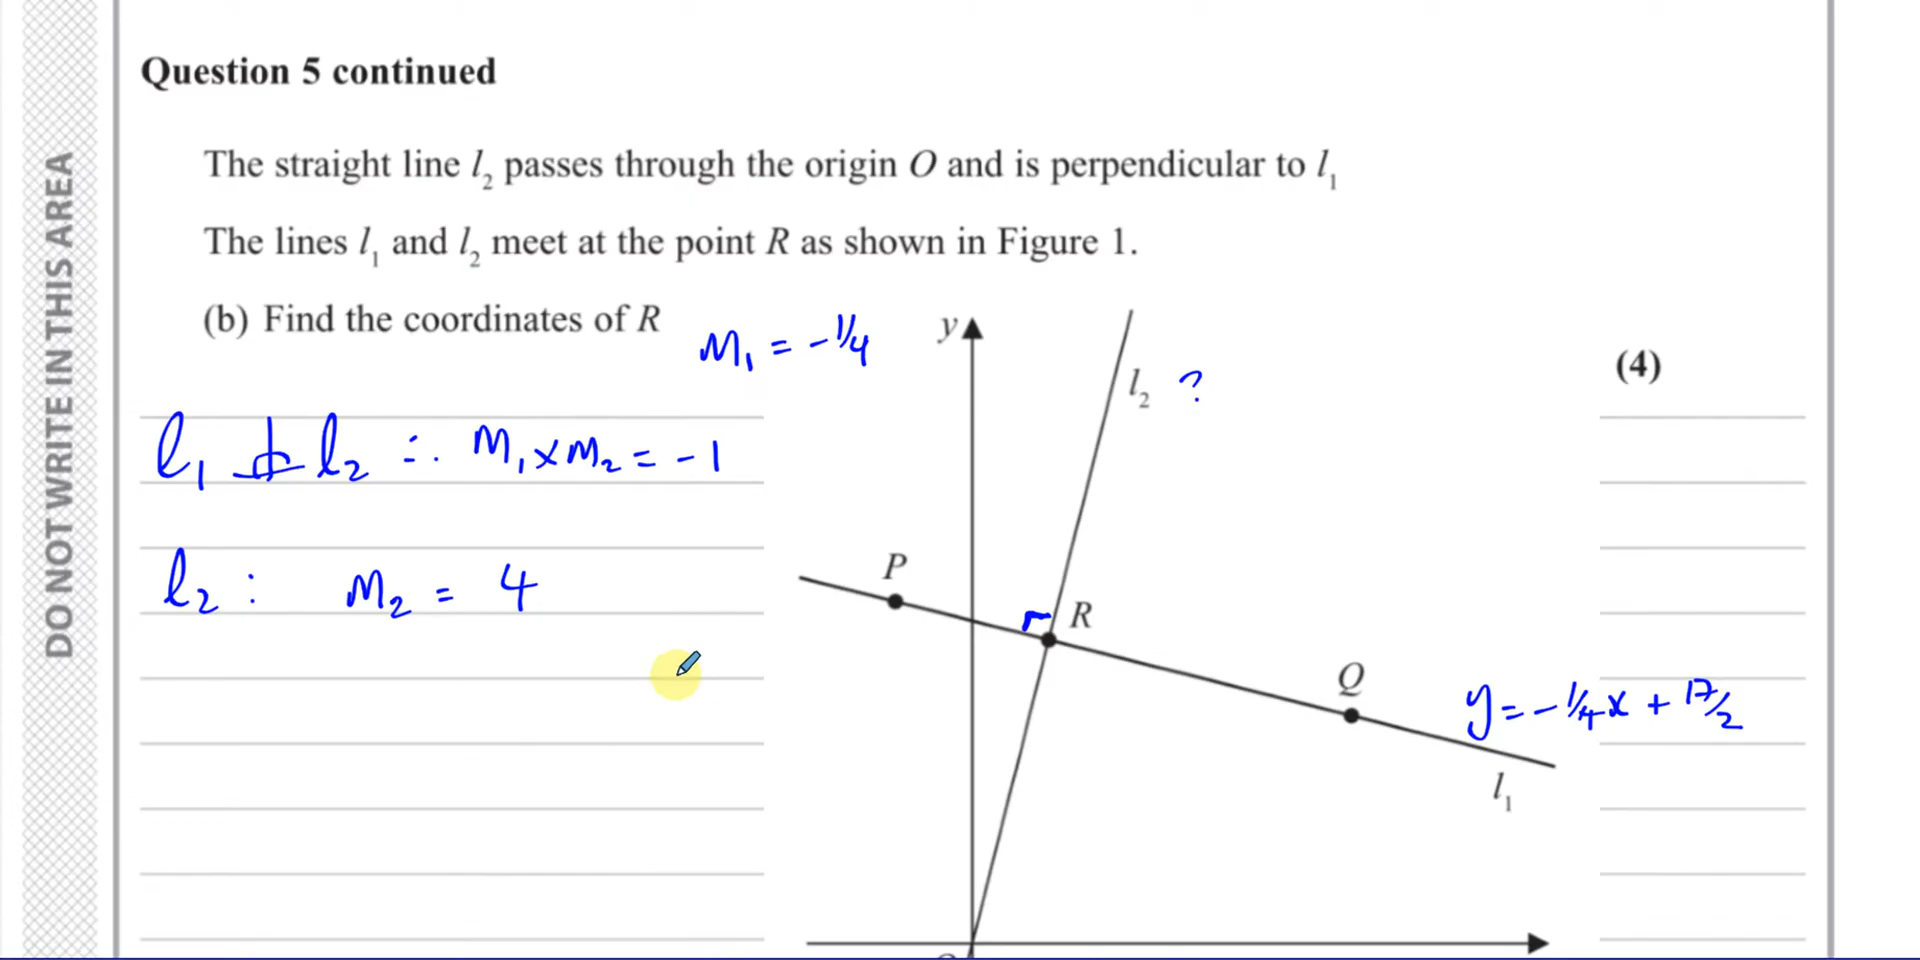 DO NOT WRITE IN THIS AREA
Question 5 continued
The straight line l₂ passes through the origin O and is perpendicular to l₁
The lines l₁ and l₂ meet at the point R as shown in Figure 1.
(b) Find the coordinates of R
m₁ = -1/4
y
(4)
l₂ ?
l₁ ⊥ l₂ ∴ m₁ × m₂ = -1
P
l₂ : m₂ = 4
R
Q
y = -1/4x + 17/2
l₁